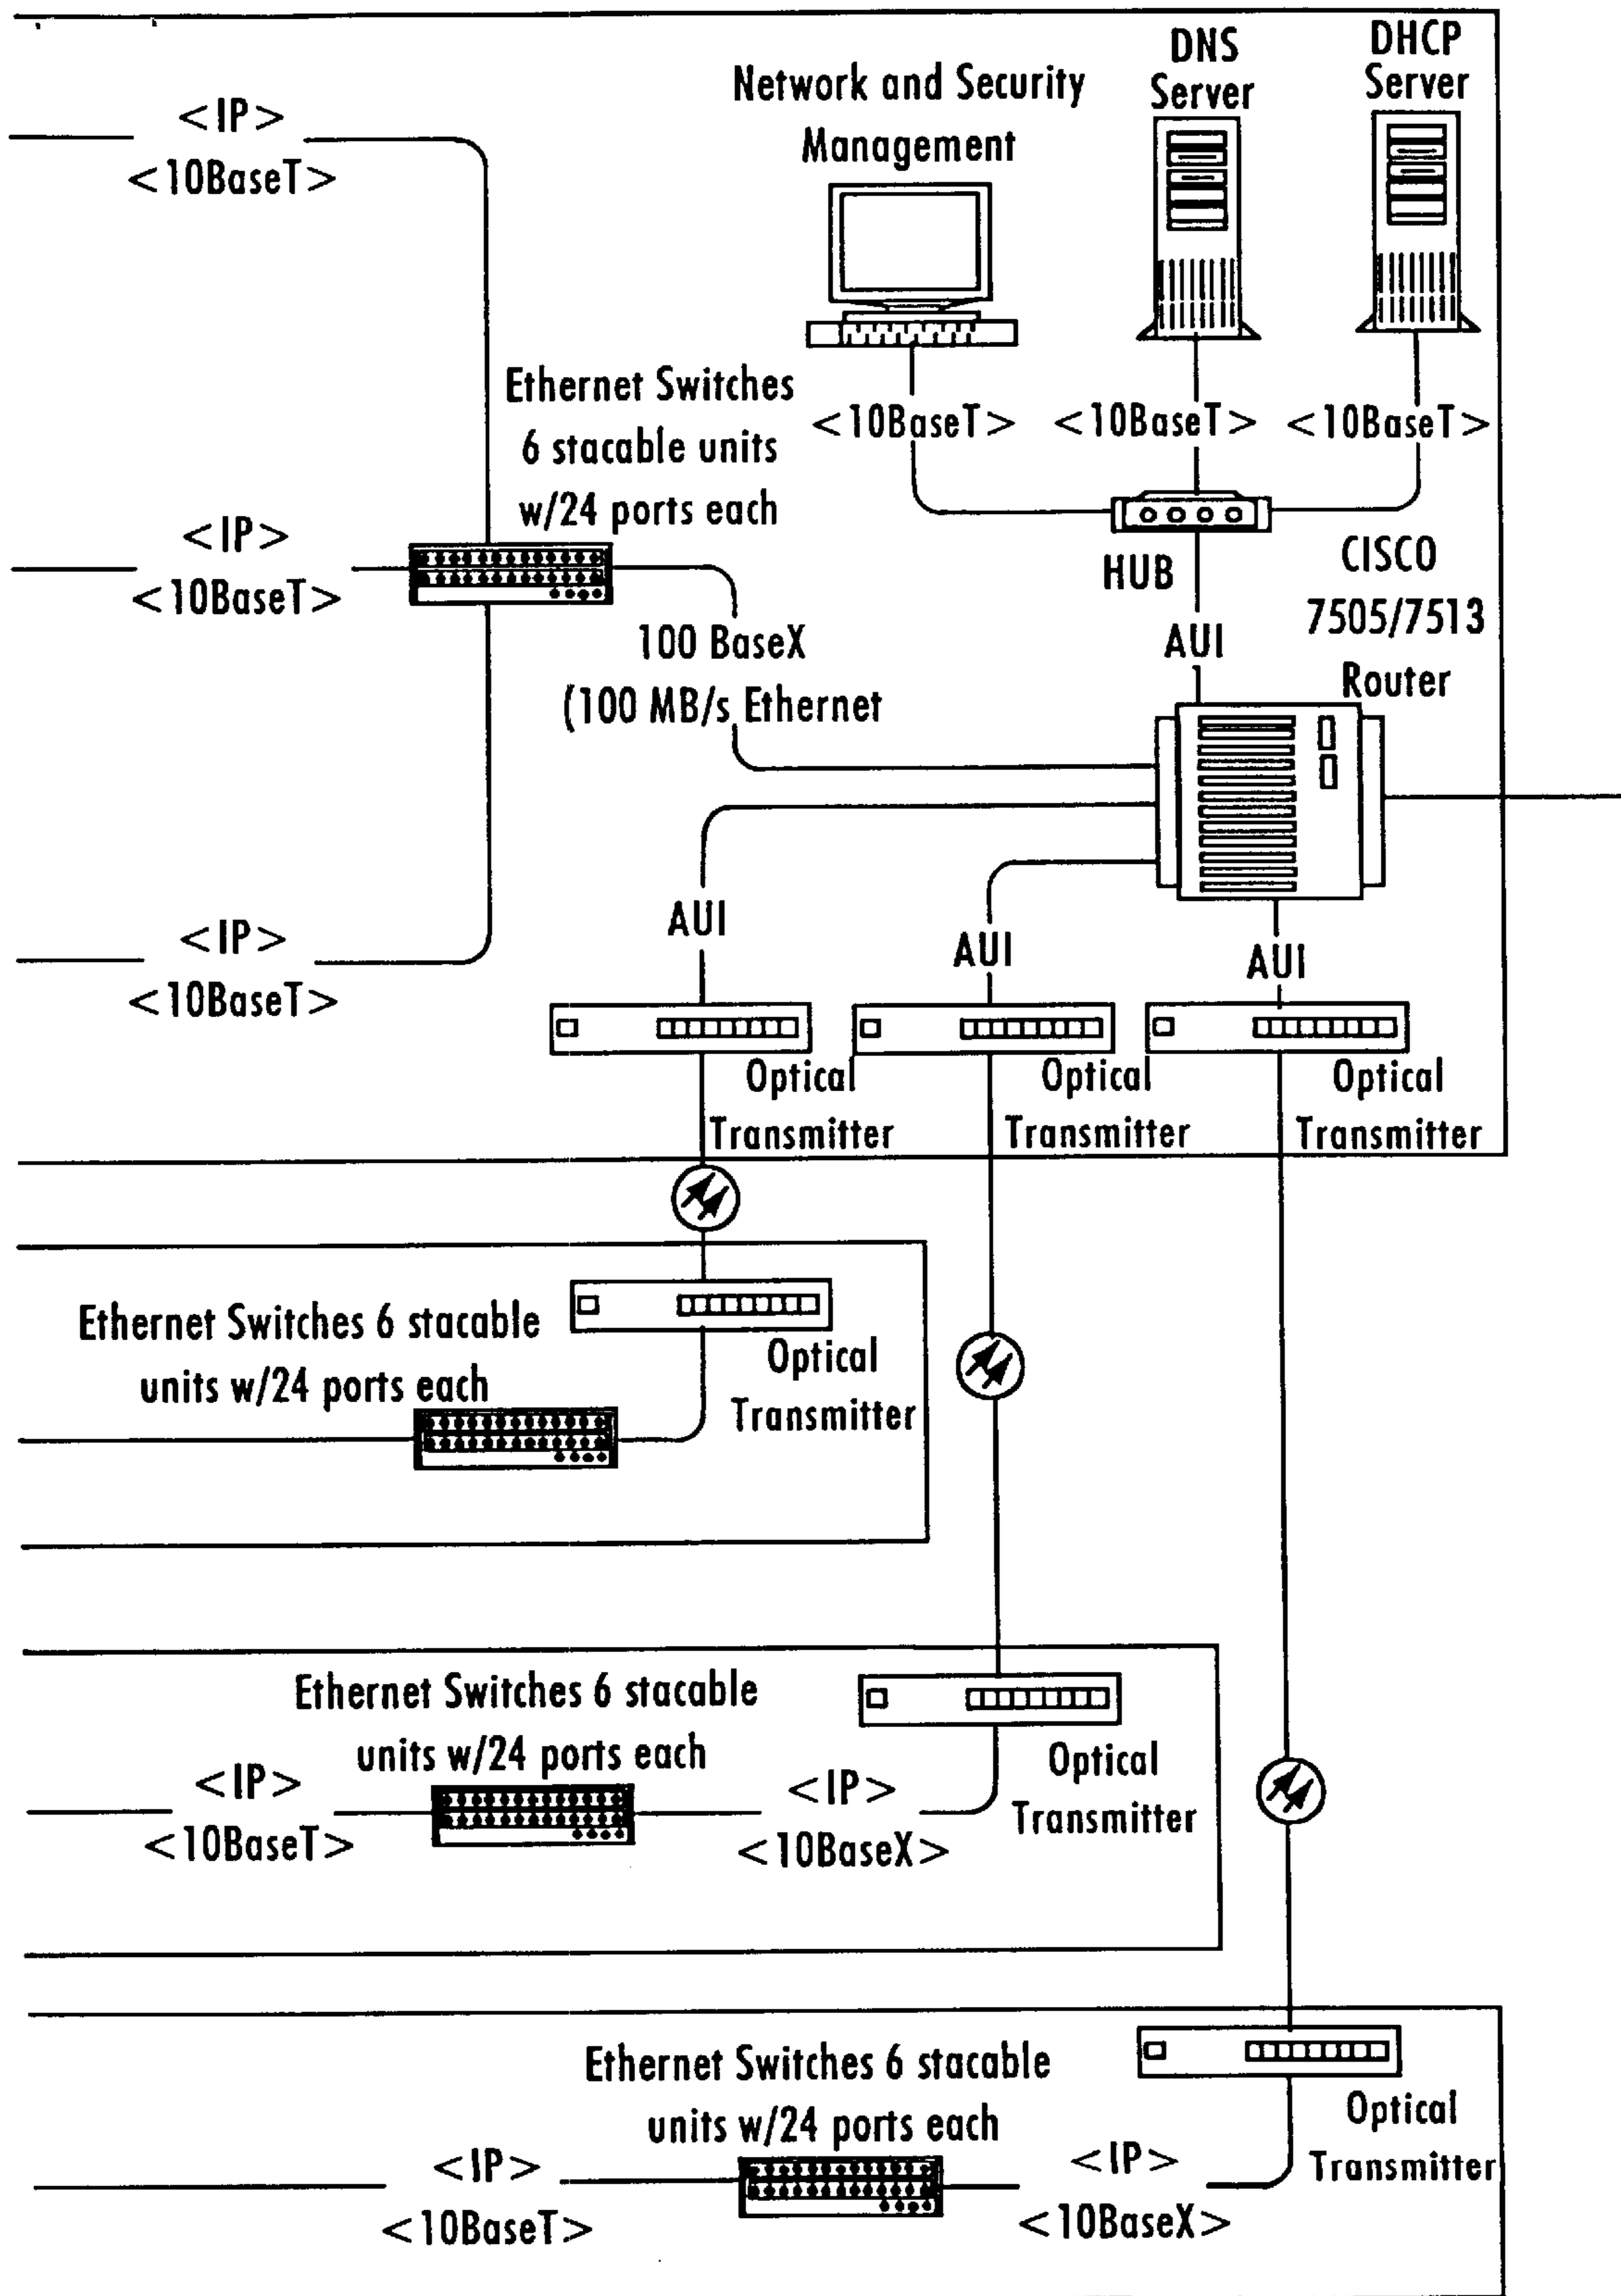 DNS
Server
DHCP
Server
Network and Security
Management
<IP>
<10BaseT>
Ethernet Switches
6 stacable units
w/24 ports each
<10BaseT>
<10BaseT>
<10BaseT>
<IP>
<10BaseT>
HUB
CISCO
7505/7513
Router
100 BaseX
(100 MB/s Ethernet
AUI
<IP>
<10BaseT>
AUI
AUI
AUI
Optical
Transmitter
Optical
Transmitter
Optical
Transmitter
Ethernet Switches 6 stacable
units w/24 ports each
Optical
Transmitter
Ethernet Switches 6 stacable
units w/24 ports each
<IP>
<10BaseT>
<IP>
<10BaseX>
Optical
Transmitter
Ethernet Switches 6 stacable
units w/24 ports each
<IP>
<10BaseT>
<IP>
<10BaseX>
Optical
Transmitter